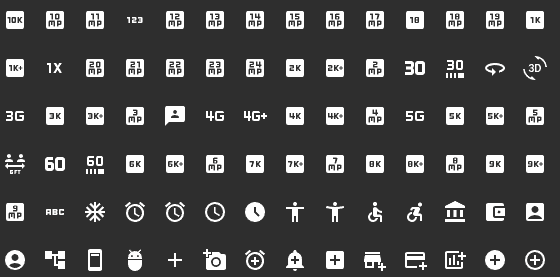 10K 10 MP 11 MP 123 12 MP 13 MP 14 MP 15 MP 16 MP 17 MP 18 18 MP 19 MP 1K
1K+ 1X 20 MP 21 MP 22 MP 23 MP 24 MP 2K 2K+ 2 MP 30 30 3D
3G 3K 3K+ 3 MP 4G 4G+ 4K 4K+ 4 MP 5G 5K 5K+ 5 MP
6FT 60 60 6K 6K+ 6 MP 7K 7K+ 7 MP 8K 8K+ 8 MP 9K 9K+
9 MP ABC